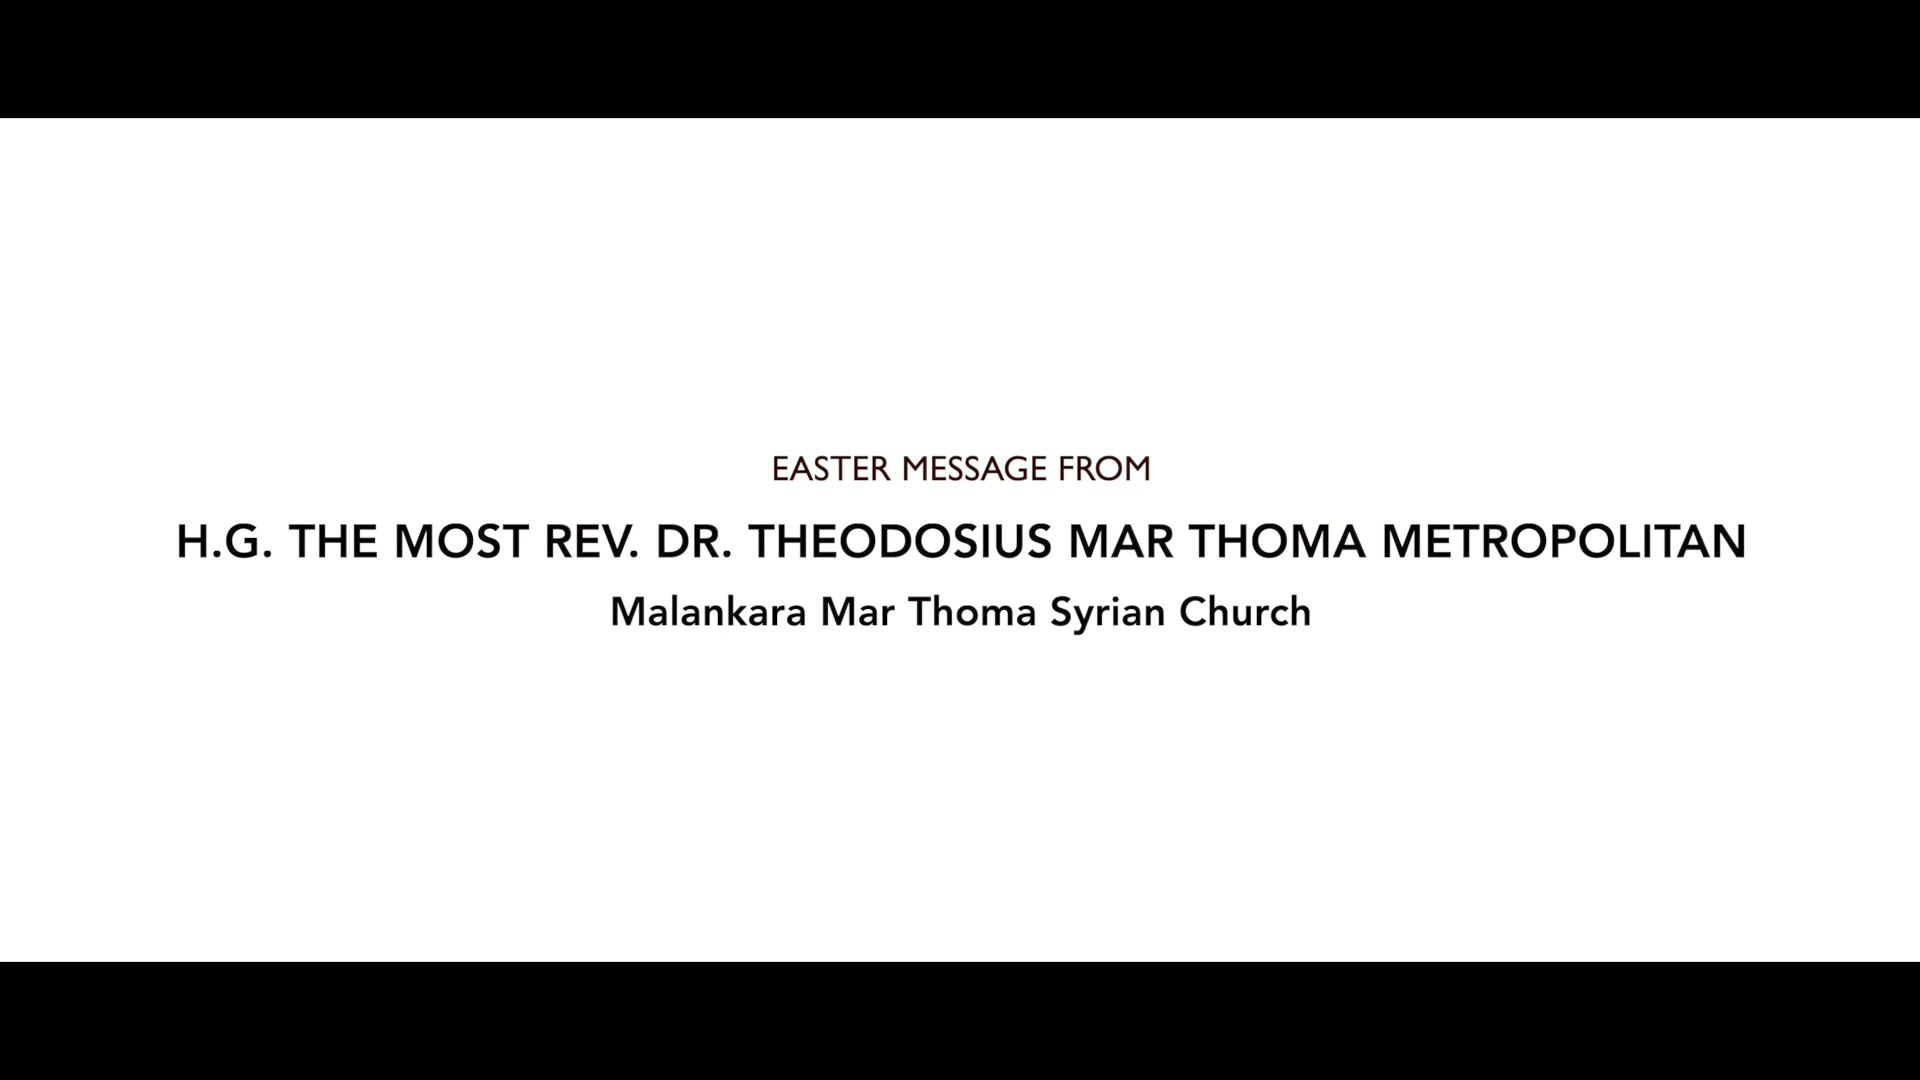 EASTER MESSAGE FROM
H.G. THE MOST REV. DR. THEODOSIUS MAR THOMA METROPOLITAN
Malankara Mar Thoma Syrian Church